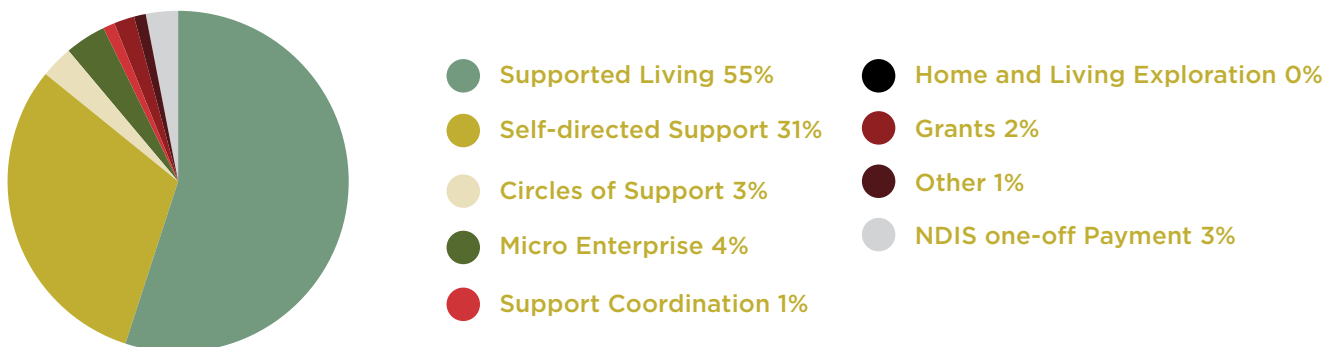 Supported Living 55%
Self-directed Support 31%
Circles of Support 3%
Micro Enterprise 4%
Support Coordination 1%
Home and Living Exploration 0%
Grants 2%
Other 1%
NDIS one-off Payment 3%